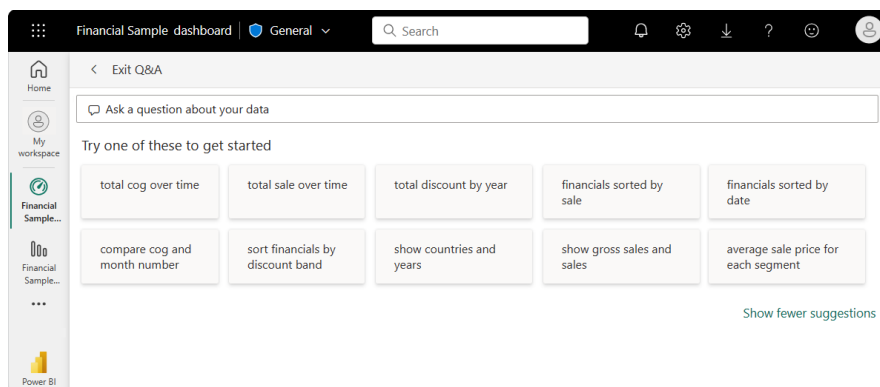 Financial Sample dashboard
General
Search
Home
My
workspace
Financial
Sample...
Financial
Sample...
Power BI
Exit Q&A
Ask a question about your data
Try one of these to get started
total cog over time
total sale over time
total discount by year
financials sorted by
sale
financials sorted by
date
compare cog and
month number
sort financials by
discount band
show countries and
years
show gross sales and
sales
average sale price for
each segment
Show fewer suggestions